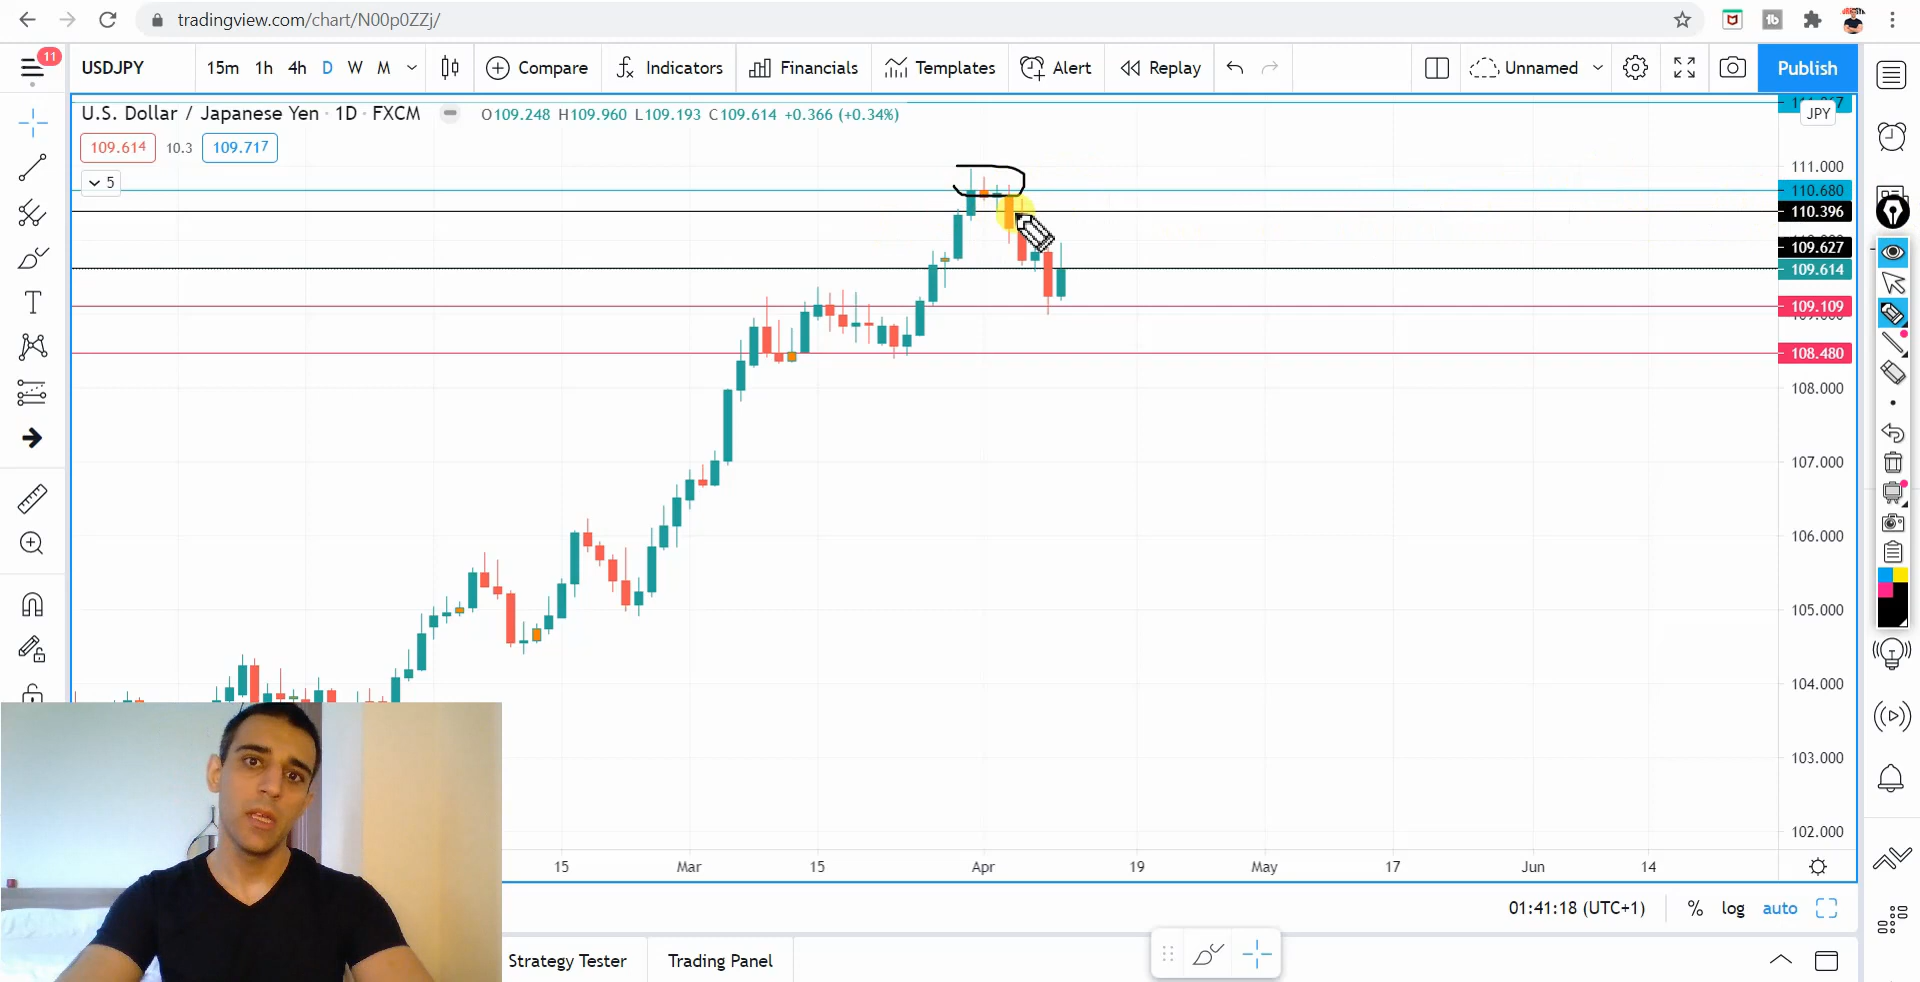 tradingview.com/chart/N00p0ZZj/
11
USDJPY
15m 1h 4h D W M
Compare
Indicators
Financials
Templates
Alert
Replay
Unnamed
Publish
U.S. Dollar / Japanese Yen · 1D · FXCM
O109.248 H109.960 L109.193 C109.614 +0.366 (+0.34%)
JPY
109.614 10.3 109.717
5
111.000
110.680
110.396
109.627
109.614
109.109
108.480
108.000
107.000
106.000
105.000
104.000
103.000
102.000
15 Mar 15 Apr 19 May 17 Jun 14
01:41:18 (UTC+1) % log auto
Strategy Tester Trading Panel